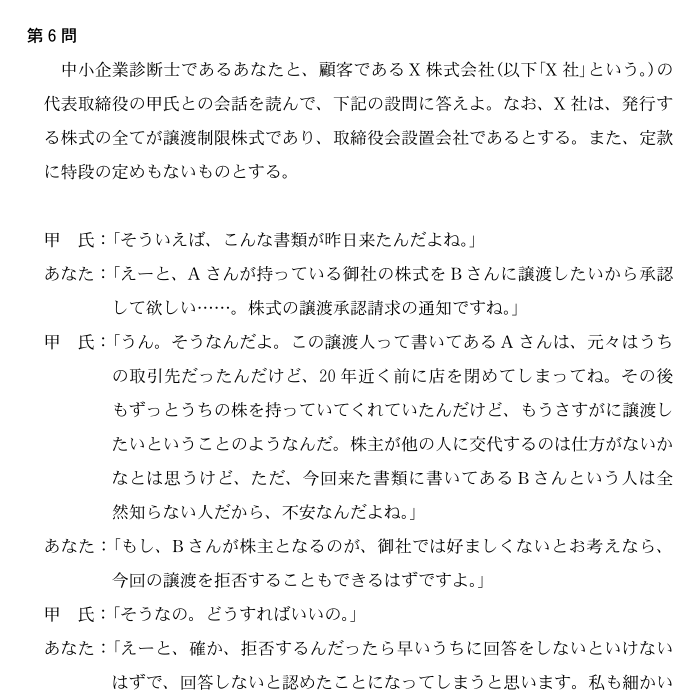 第6問
中小企業診断士であるあなたと、顧客であるX株式会社(以下「X社」という。)の
代表取締役の甲氏との会話を読んで、下記の設問に答えよ。なお、X社は、発行す
る株式の全てが譲渡制限株式であり、取締役会設置会社であるとする。また、定款
に特段の定めもないものとする。
甲 氏:「そういえば、こんな書類が昨日来たんだよね。」
あなた:「えーと、Aさんが持っている御社の株式をBさんに譲渡したいから承認
して欲しい……。株式の譲渡承認請求の通知ですね。」
甲 氏:「うん。そうなんだよ。この譲渡人って書いてあるAさんは、元々はうち
の取引先だったんだけど、20年近く前に店を閉めてしまってね。その後
もずっとうちの株を持っていてくれていたんだけど、もうさすがに譲渡し
たいということのようなんだ。株主が他の人に交代するのは仕方がないか
なとは思うけど、ただ、今回来た書類に書いてあるBさんという人は全
然知らない人だから、不安なんだよね。」
あなた:「もし、Bさんが株主となるのが、御社では好ましくないとお考えなら、
今回の譲渡を拒否することもできるはずですよ。」
甲 氏:「そうなの。どうすればいいの。」
あなた:「えーと、確か、拒否するんだったら早いうちに回答をしないといけない
はずで、回答しないと認めたことになってしまうと思います。私も細かい